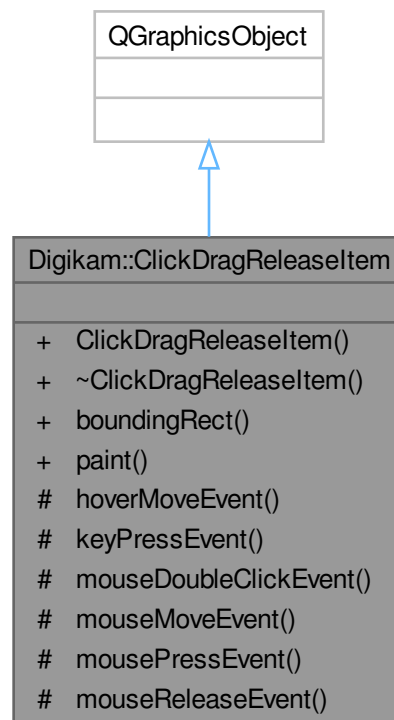 QGraphicsObject
Digikam::ClickDragReleaseItem
+ ClickDragReleaseItem()
+ ~ClickDragReleaseItem()
+ boundingRect()
+ paint()
# hoverMoveEvent()
# keyPressEvent()
# mouseDoubleClickEvent()
# mouseMoveEvent()
# mousePressEvent()
# mouseReleaseEvent()